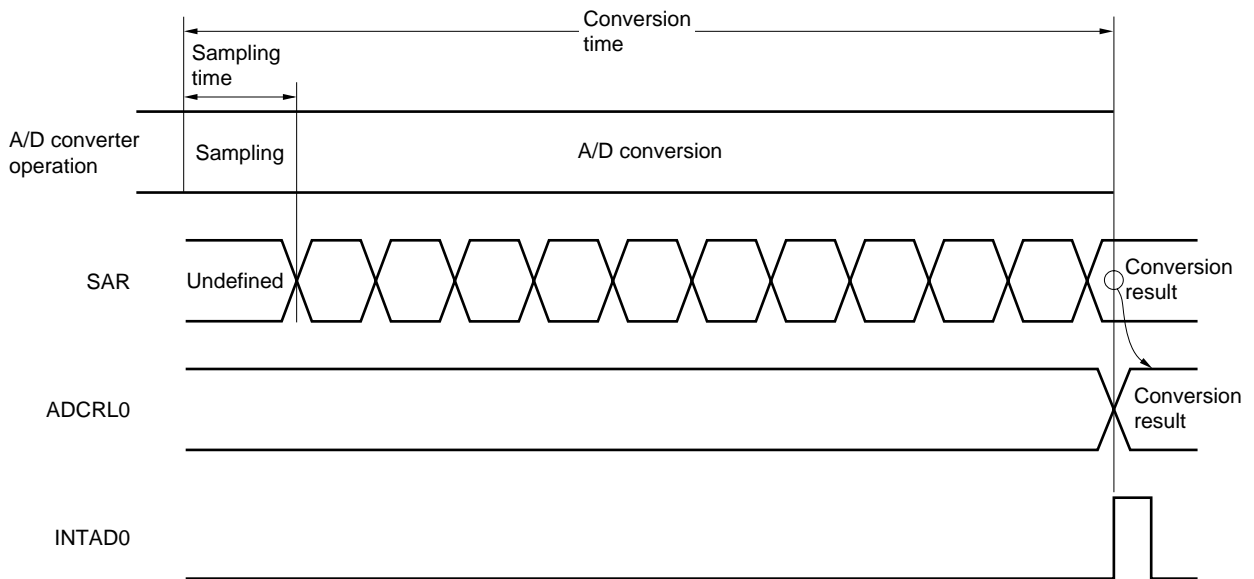 Conversion
time
Sampling
time
A/D converter
operation
Sampling
A/D conversion
SAR
Undefined
Conversion
result
ADCRL0
Conversion
result
INTAD0